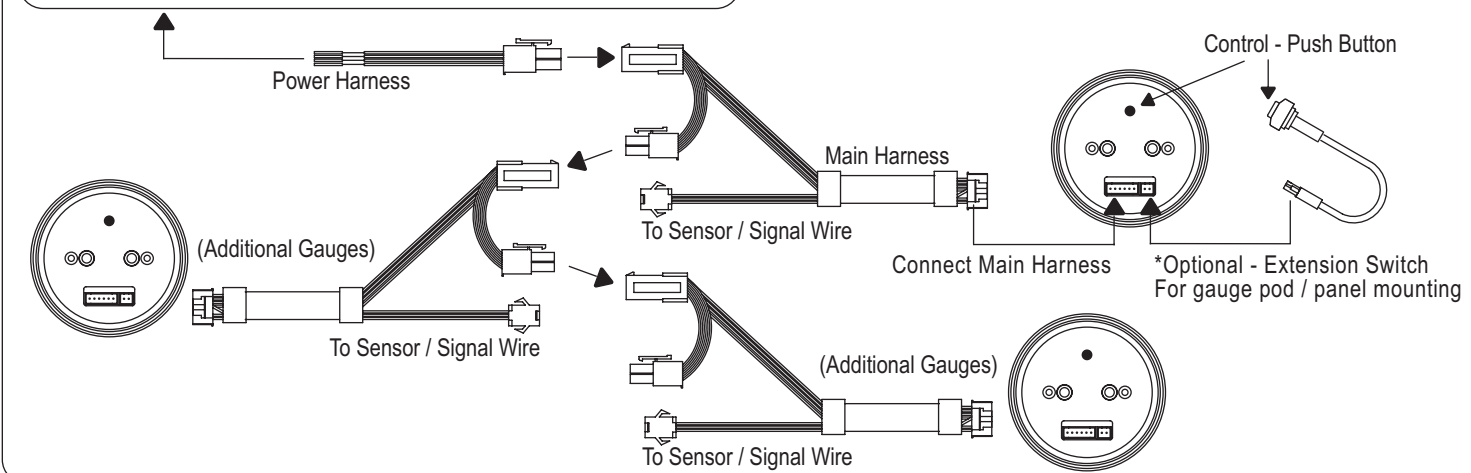 Control - Push Button
Power Harness
Main Harness
To Sensor / Signal Wire
(Additional Gauges)
Connect Main Harness
*Optional - Extension Switch
For gauge pod / panel mounting
To Sensor / Signal Wire
(Additional Gauges)
To Sensor / Signal Wire